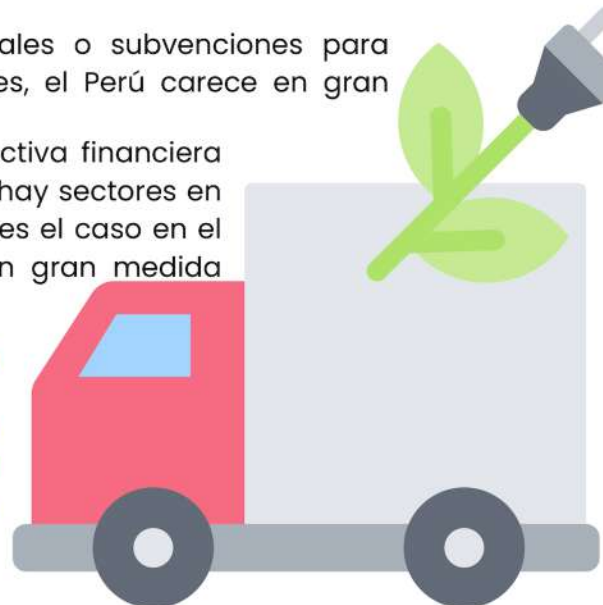 ales o subvenciones para
es, el Perú carece en gran
ctiva financiera
hay sectores en
es el caso en el
n gran medida